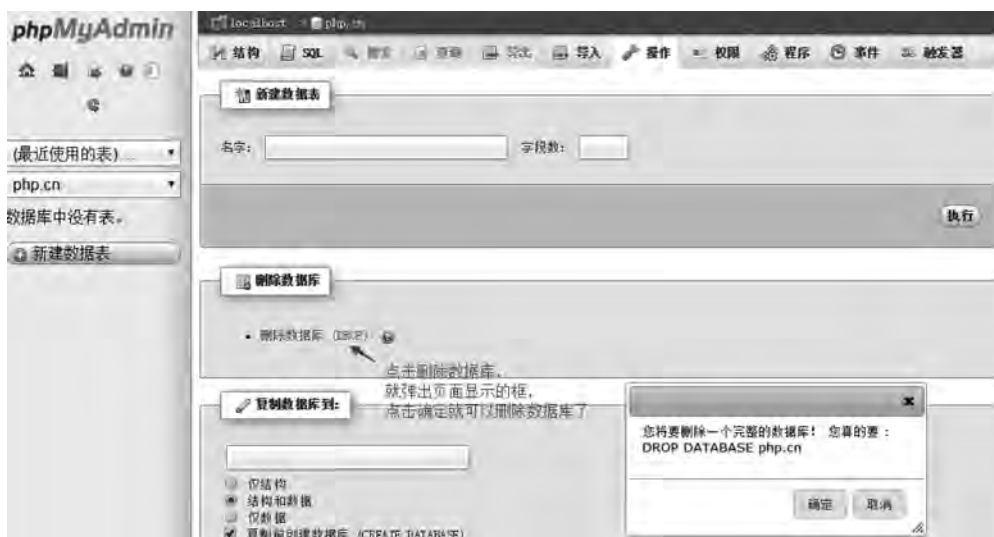 phpMyAdmin
(最近使用的表) ...
php.cn
数据库中没有表。
新建数据表
localhost » php.cn
结构 SQL 搜索 查询 导出 导入 操作 权限 程序 事件 触发器
新建数据表
名字: 字段数:
执行
删除数据库
删除数据库 (DROP)
点击删除数据库，
就弹出页面显示的框，
点击确定就可以删除数据库了
复制数据库到:
仅结构
结构和数据
仅数据
复制前创建数据库 (CREATE DATABASE)
您将要删除一个完整的数据库! 您真的要:
DROP DATABASE php.cn
确定 取消